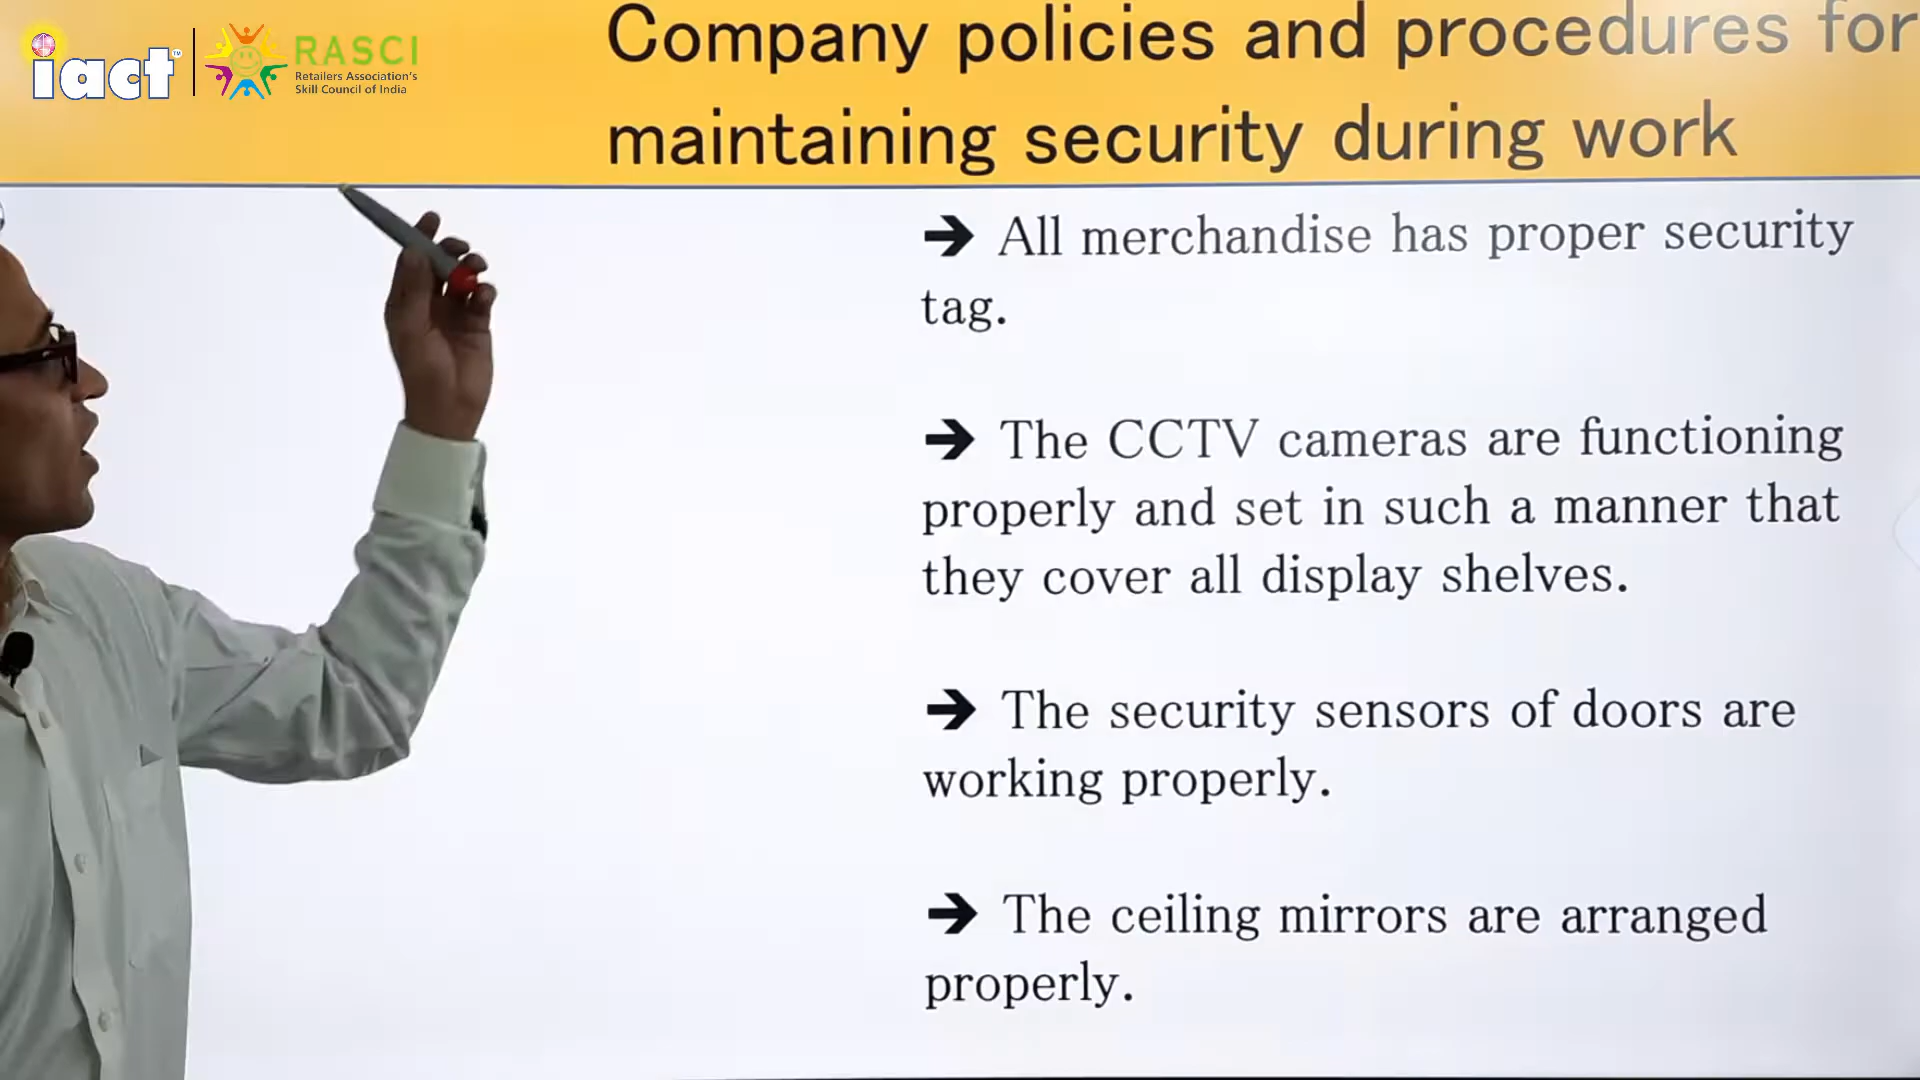 iact™
RASCI
Retailers Association's
Skill Council of India
Company policies and procedures for
maintaining security during work
➔ All merchandise has proper security
tag.
➔ The CCTV cameras are functioning
properly and set in such a manner that
they cover all display shelves.
➔ The security sensors of doors are
working properly.
➔ The ceiling mirrors are arranged
properly.